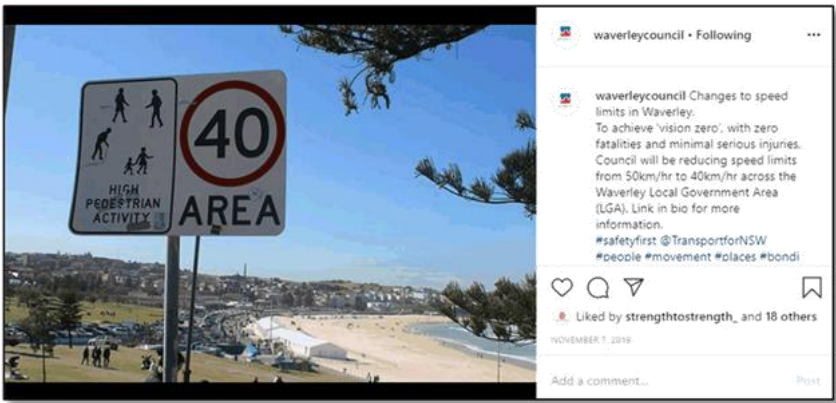 HIGH
PEDESTRIAN
ACTIVITY
40
AREA
waverleycouncil • Following
waverleycouncil Changes to speed
limits in Waverley.
To achieve 'vision zero', with zero
fatalities and minimal serious injuries.
Council will be reducing speed limits
from 50km/hr to 40km/hr across the
Waverley Local Government Area
(LGA). Link in bio for more
information.
#safetyfirst @TransportforNSW
#people #movement #places #bondi
Liked by strengthtostrength_ and 18 others
NOVEMBER 7, 2019
Add a comment...
Post